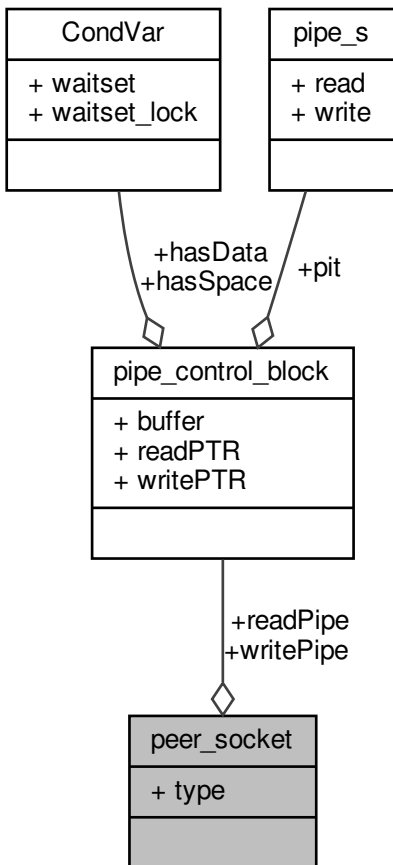 CondVar
+ waitset
+ waitset_lock
pipe_s
+ read
+ write
+hasData
+hasSpace
+pit
pipe_control_block
+ buffer
+ readPTR
+ writePTR
+readPipe
+writePipe
peer_socket
+ type